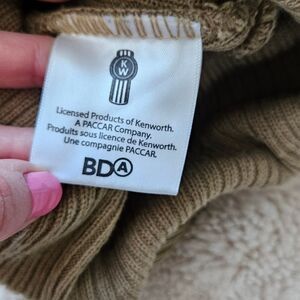 KW
Licensed Products of Kenworth.
A PACCAR Company.
Produits sous licence de Kenworth.
Une compagnie PACCAR.
BDA